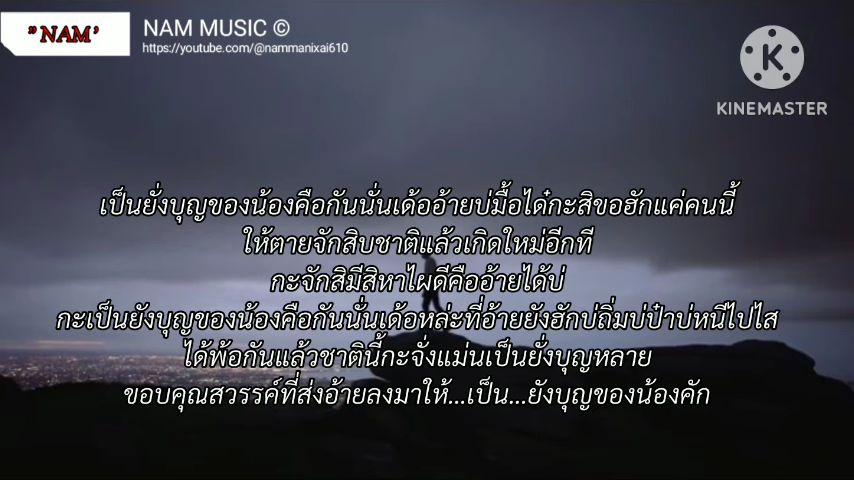 " NAM '
NAM MUSIC ©
https://youtube.com/@nammanixai610
K
KINEMASTER
เป็นยั่งบุญของน้องคือกันนั่นเด้ออ้ายบ่มื้อได๋กะสิขอฮักแค่คนนี้
ให้ตายจักสิบชาติแล้วเกิดใหม่อีกที
กะจักสิมีสิหาไผดีคืออ้ายได้บ่
กะเป็นยังบุญของน้องคือกันนั่นเด้อหล่ะที่อ้ายยังฮักบ่ถิ่มบ่ป๋าบ่หนีไปไส
ได้พ้อกันแล้วชาตินี้กะจั่งแม่นเป็นยั่งบุญหลาย
ขอบคุณสวรรค์ที่ส่งอ้ายลงมาให้...เป็น...ยังบุญของน้องคัก